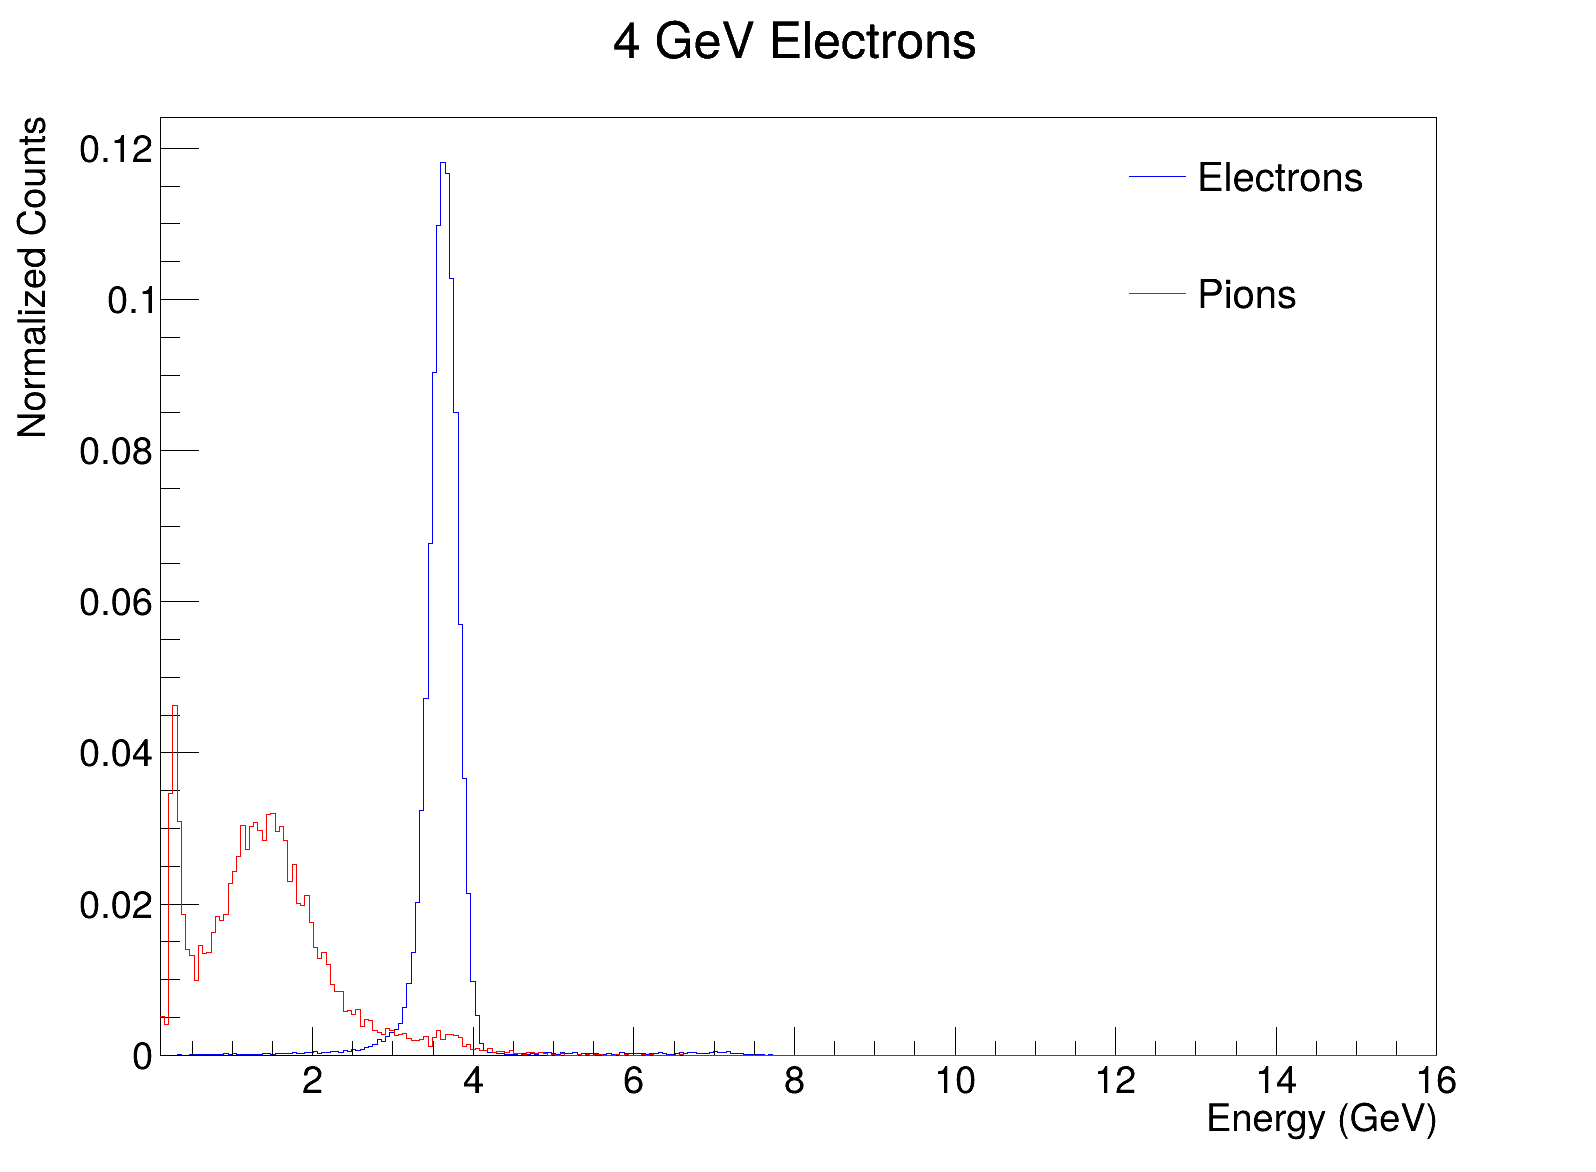 4 GeV Electrons
Normalized Counts
0.12
0.1
0.08
0.06
0.04
0.02
0
Electrons
Pions
2 4 6 8 10 12 14 16
Energy (GeV)